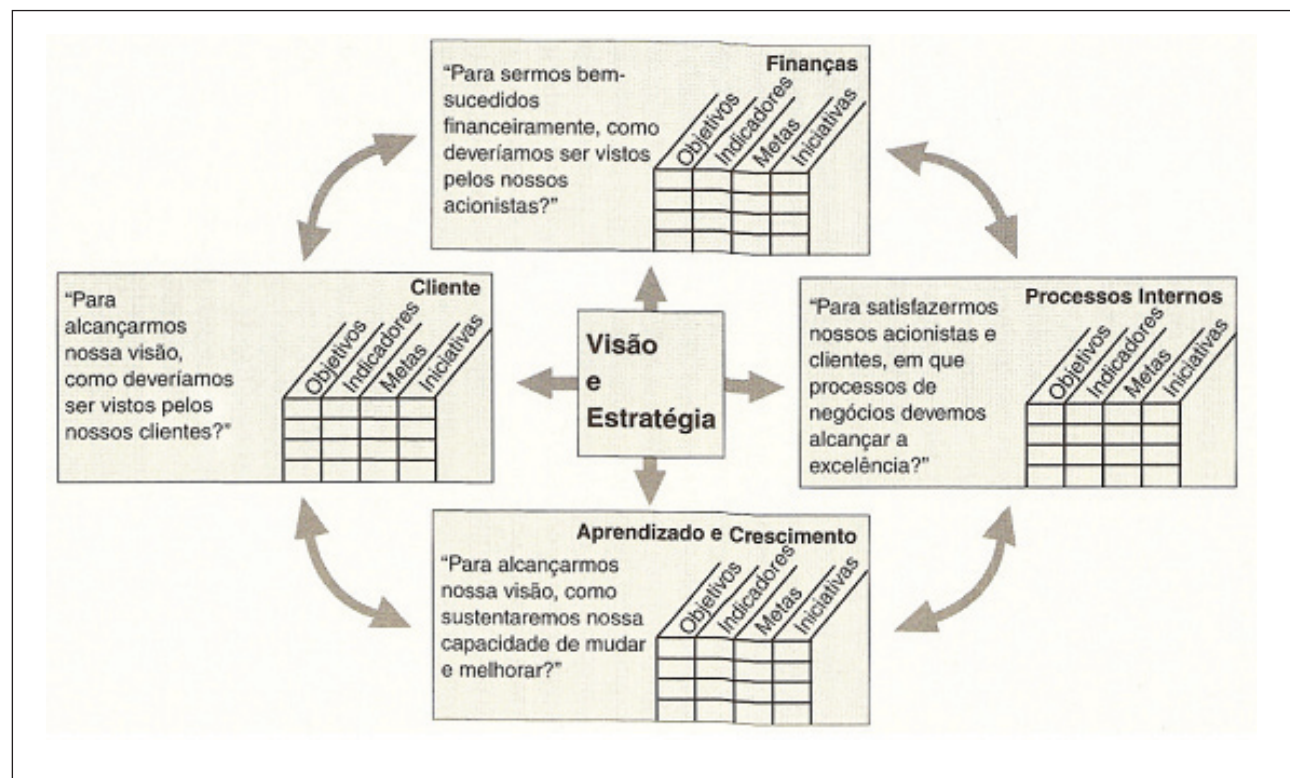 Finanças
“Para sermos bem-
sucedidos
financeiramente, como
deveríamos ser vistos
pelos nossos
acionistas?”
Objetivos
Indicadores
Metas
Iniciativas
Cliente
“Para
alcançarmos
nossa visão,
como deveríamos
ser vistos pelos
nossos clientes?”
Objetivos
Indicadores
Metas
Iniciativas
Visão
e
Estratégia
Processos Internos
“Para satisfazermos
nossos acionistas e
clientes, em que
processos de
negócios devemos
alcançar a
excelência?”
Objetivos
Indicadores
Metas
Iniciativas
Aprendizado e Crescimento
“Para alcançarmos
nossa visão, como
sustentaremos nossa
capacidade de mudar
e melhorar?”
Objetivos
Indicadores
Metas
Iniciativas